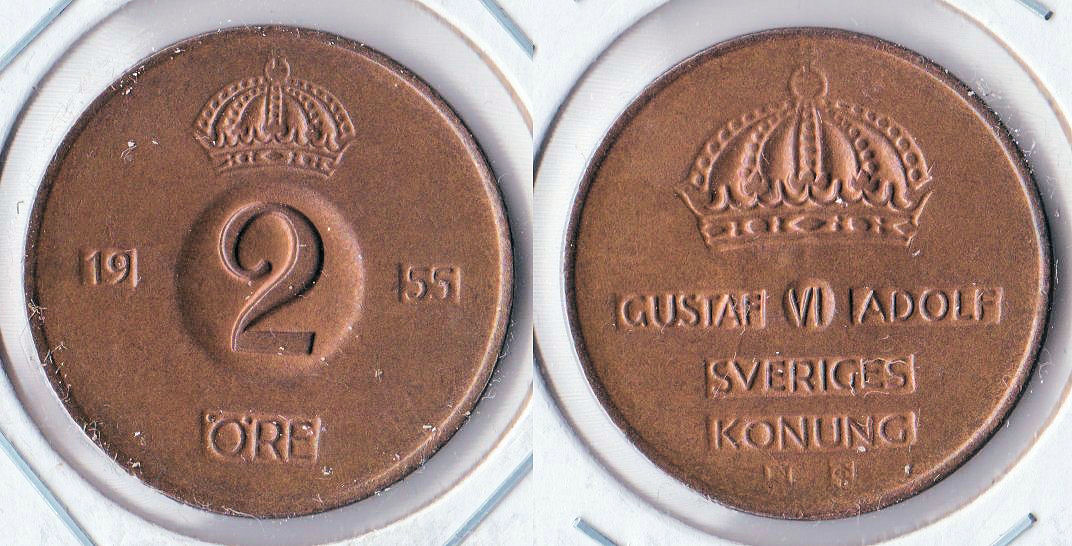 19 2 55
ÖRE
GUSTAF VI ADOLF
SVERIGES
KONUNG
N S